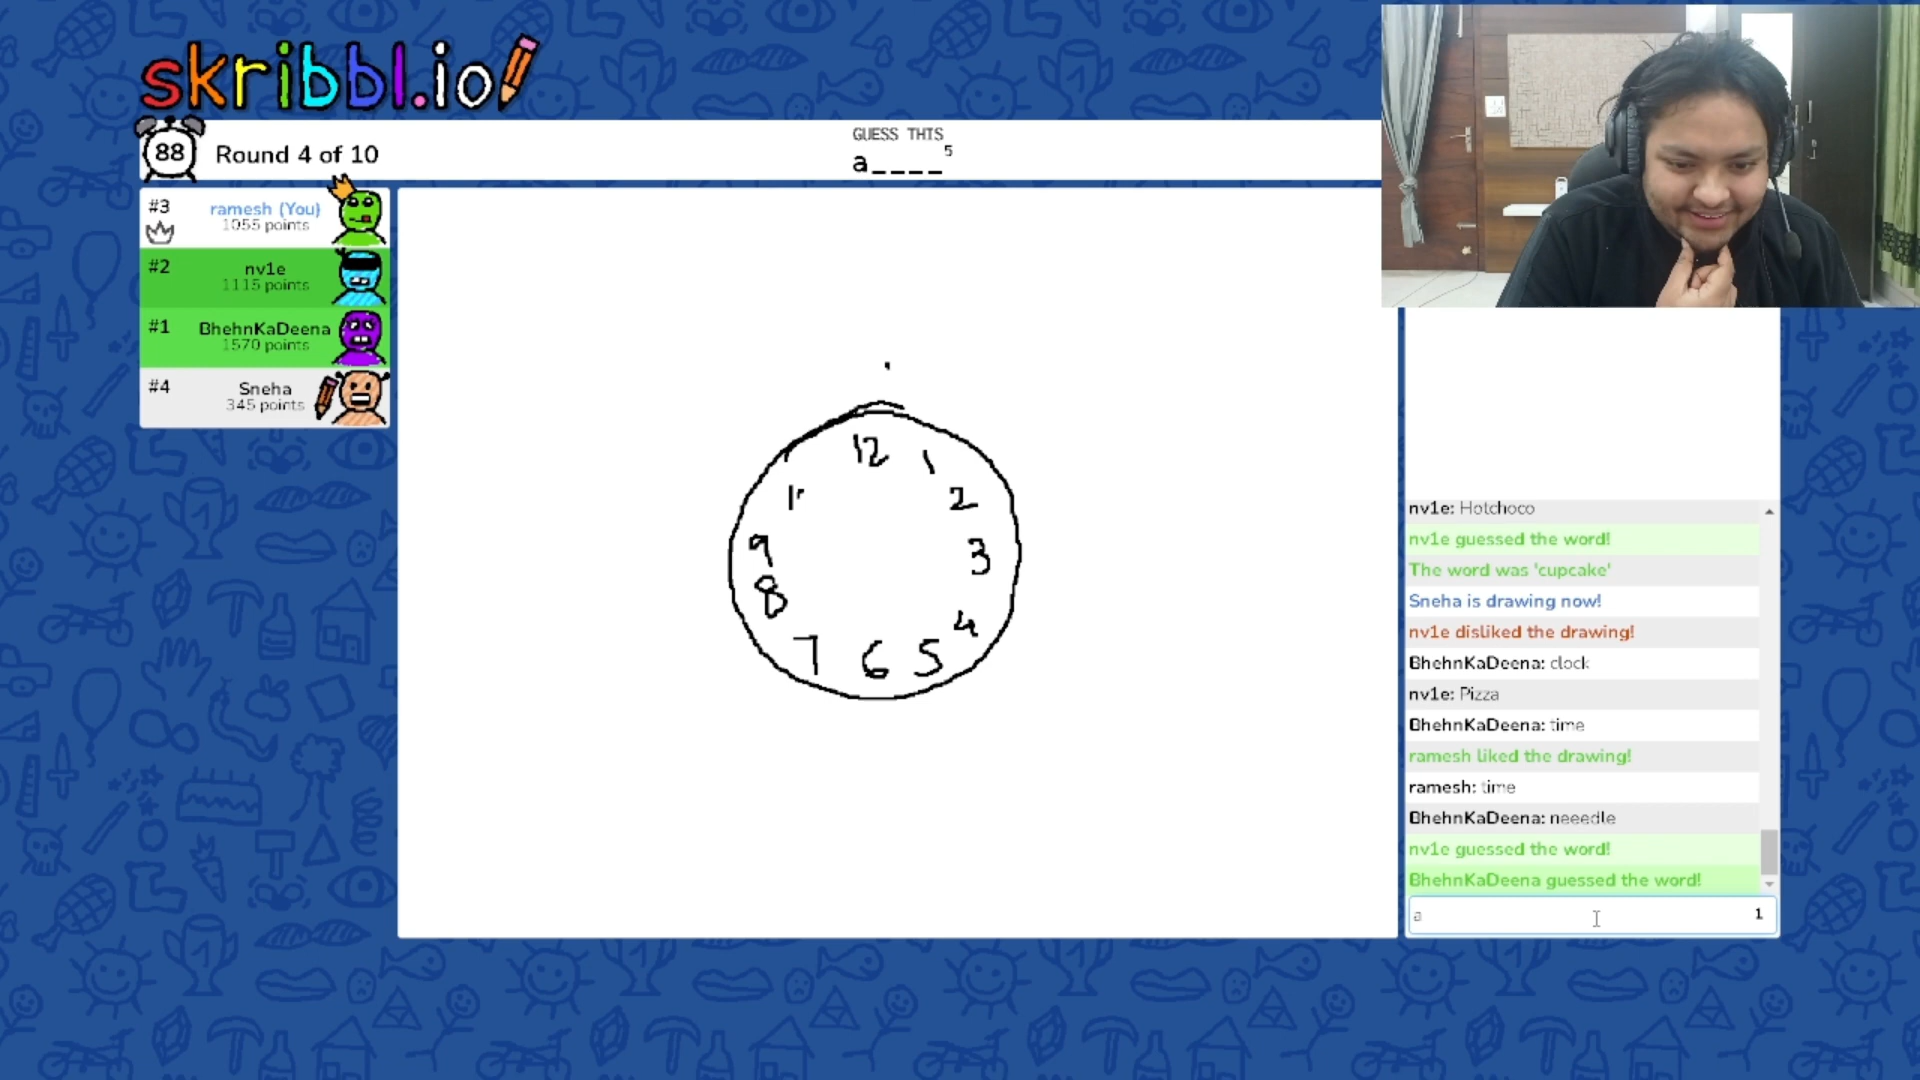 skribbl.io
88
Round 4 of 10
GUESS THIS
a____ 5
#3
ramesh (You)
1055 points
#2
nv1e
1115 points
#1
BhehnKaDeena
1570 points
#4
Sneha
345 points
12
1
2
3
4
5
6
7
8
9
nv1e: Hotchoco
nv1e guessed the word!
The word was 'cupcake'
Sneha is drawing now!
nv1e disliked the drawing!
BhehnKaDeena: clock
nv1e: Pizza
BhehnKaDeena: time
ramesh liked the drawing!
ramesh: time
BhehnKaDeena: neeedle
nv1e guessed the word!
BhehnKaDeena guessed the word!
a 1